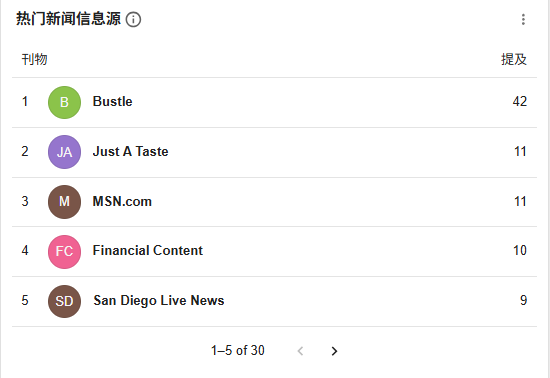 热门新闻信息源
刊物 提及
1 B Bustle 42
2 JA Just A Taste 11
3 M MSN.com 11
4 FC Financial Content 10
5 SD San Diego Live News 9
1–5 of 30